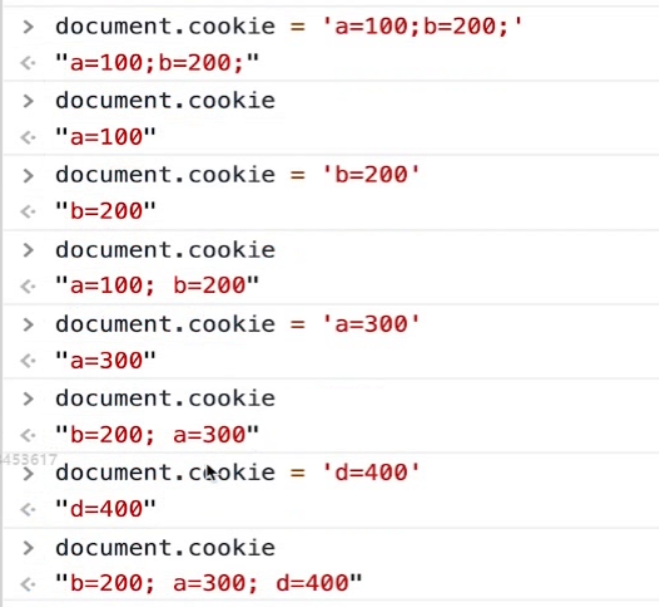 > document.cookie = 'a=100;b=200;'
<· "a=100;b=200;"
> document.cookie
<· "a=100"
> document.cookie = 'b=200'
<· "b=200"
> document.cookie
<· "a=100; b=200"
> document.cookie = 'a=300'
<· "a=300"
> document.cookie
<· "b=200; a=300"
453617
> document.cookie = 'd=400'
<· "d=400"
> document.cookie
<· "b=200; a=300; d=400"